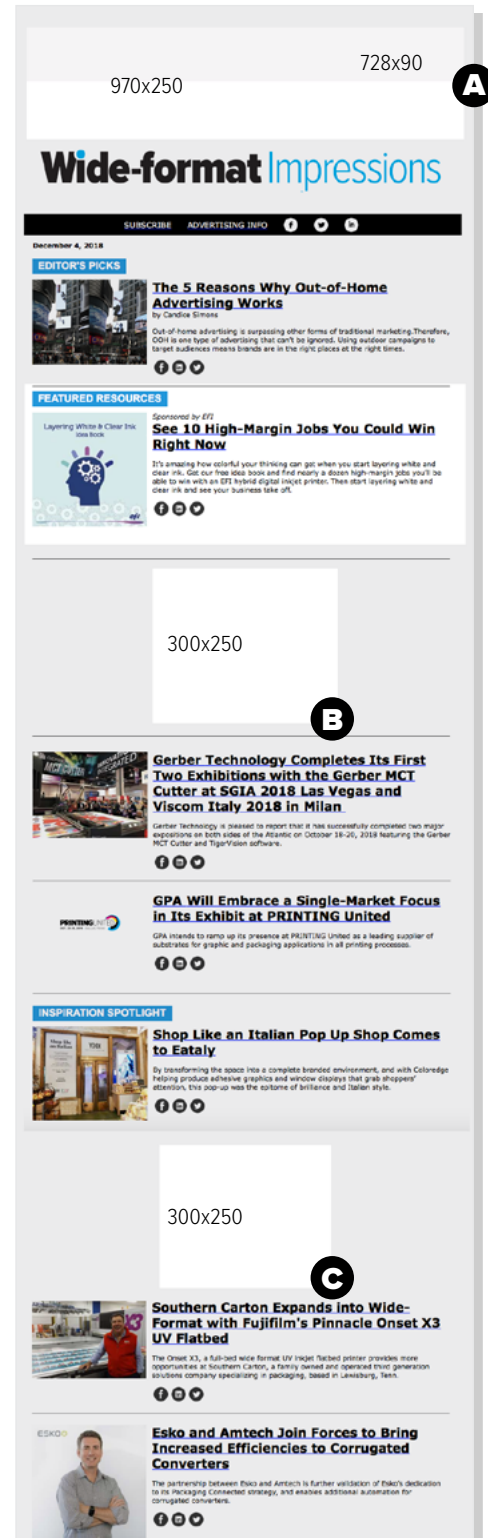 728x90
970x250
A
Wide-format Impressions
SUBSCRIBE ADVERTISING INFO
December 4, 2018
EDITOR'S PICKS
The 5 Reasons Why Out-of-Home
Advertising Works
by Candice Simons
Out-of-home advertising is surpassing other forms of traditional marketing.Therefore,
OOH is one type of advertising that can't be ignored. Using outdoor campaigns to
target audiences means brands are in the right places at the right times.
FEATURED RESOURCES
Layering White & Clear Ink
Idea Book
efi
Sponsored by EFI
See 10 High-Margin Jobs You Could Win
Right Now
It's amazing how colorful your thinking can get when you start layering white and
clear ink. Get our free idea book and find nearly a dozen high-margin jobs you'll be
able to win with an EFI hybrid digital inkjet printer. Then start layering white and
clear ink and see your business take off.
300x250
B
MCT CUTTER
INNOVATIVE
INTEGRATED
Gerber Technology Completes Its First
Two Exhibitions with the Gerber MCT
Cutter at SGIA 2018 Las Vegas and
Viscom Italy 2018 in Milan
Gerber Technology is pleased to report that it has successfully completed two major
expositions on both sides of the Atlantic on October 18-20, 2018 featuring the Gerber
MCT Cutter and TigerVision software.
PRINTING UNITED
GPA Will Embrace a Single-Market Focus
in Its Exhibit at PRINTING United
GPA intends to ramp up its presence at PRINTING United as a leading supplier of
substrates for graphic and packaging applications in all printing processes.
INSPIRATION SPOTLIGHT
Shop Like an Italian Pop Up Shop Comes
to Eataly
By transforming the space into a complete branded environment, and with Coloredge
helping produce adhesive graphics and window displays that grab shoppers'
attention, this pop-up was the epitome of brilliance and Italian style.
300x250
C
X3
Southern Carton Expands into Wide-
Format with Fujifilm's Pinnacle Onset X3
UV Flatbed
The Onset X3, a full-bed wide format UV inkjet flatbed printer provides more
opportunities at Southern Carton, a family owned and operated third generation
solutions company specializing in packaging, based in Lewisburg, Tenn.
ESKO
Esko and Amtech Join Forces to Bring
Increased Efficiencies to Corrugated
Converters
The partnership between Esko and Amtech is further validation of Esko's dedication
to its Packaging Connected strategy, and enables additional automation for
corrugated converters.